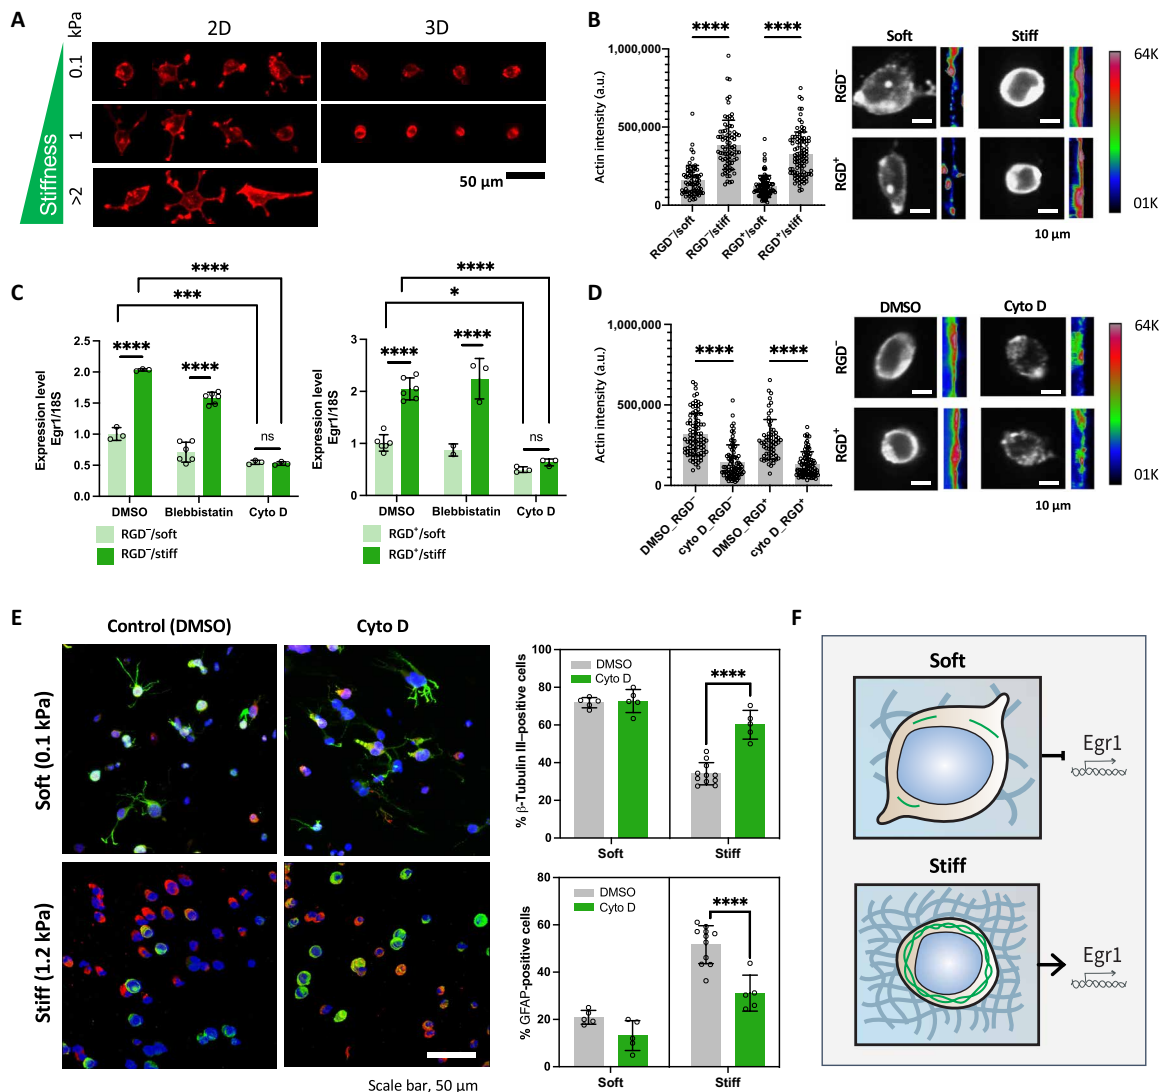 A
kPa
2D
3D
0.1
1
>2
Stiffness
50 µm
B
Actin intensity (a.u.)
1,000,000
500,000
0
****
****
RGD⁻/soft
RGD⁻/stiff
RGD⁺/soft
RGD⁺/stiff
Soft
Stiff
RGD⁻
RGD⁺
64K
01K
10 µm
C
****
***
****
****
Expression level
Egr1/18S
2.5
2.0
1.5
1.0
0.5
0
ns
DMSO
Blebbistatin
Cyto D
RGD⁻/soft
RGD⁻/stiff
****
*
****
****
Expression level
Egr1/18S
3
2
1
0
ns
DMSO
Blebbistatin
Cyto D
RGD⁺/soft
RGD⁺/stiff
D
Actin intensity (a.u.)
1,000,000
500,000
0
****
****
DMSO_RGD⁻
cyto D_RGD⁻
DMSO_RGD⁺
cyto D_RGD⁺
DMSO
Cyto D
RGD⁻
RGD⁺
64K
01K
10 µm
E
Control (DMSO)
Cyto D
Soft (0.1 kPa)
Stiff (1.2 kPa)
Scale bar, 50 µm
% β-Tubulin III–positive cells
100
80
60
40
20
0
DMSO
Cyto D
****
Soft
Stiff
% GFAP-positive cells
80
60
40
20
0
DMSO
Cyto D
****
Soft
Stiff
F
Soft
Egr1
Stiff
Egr1